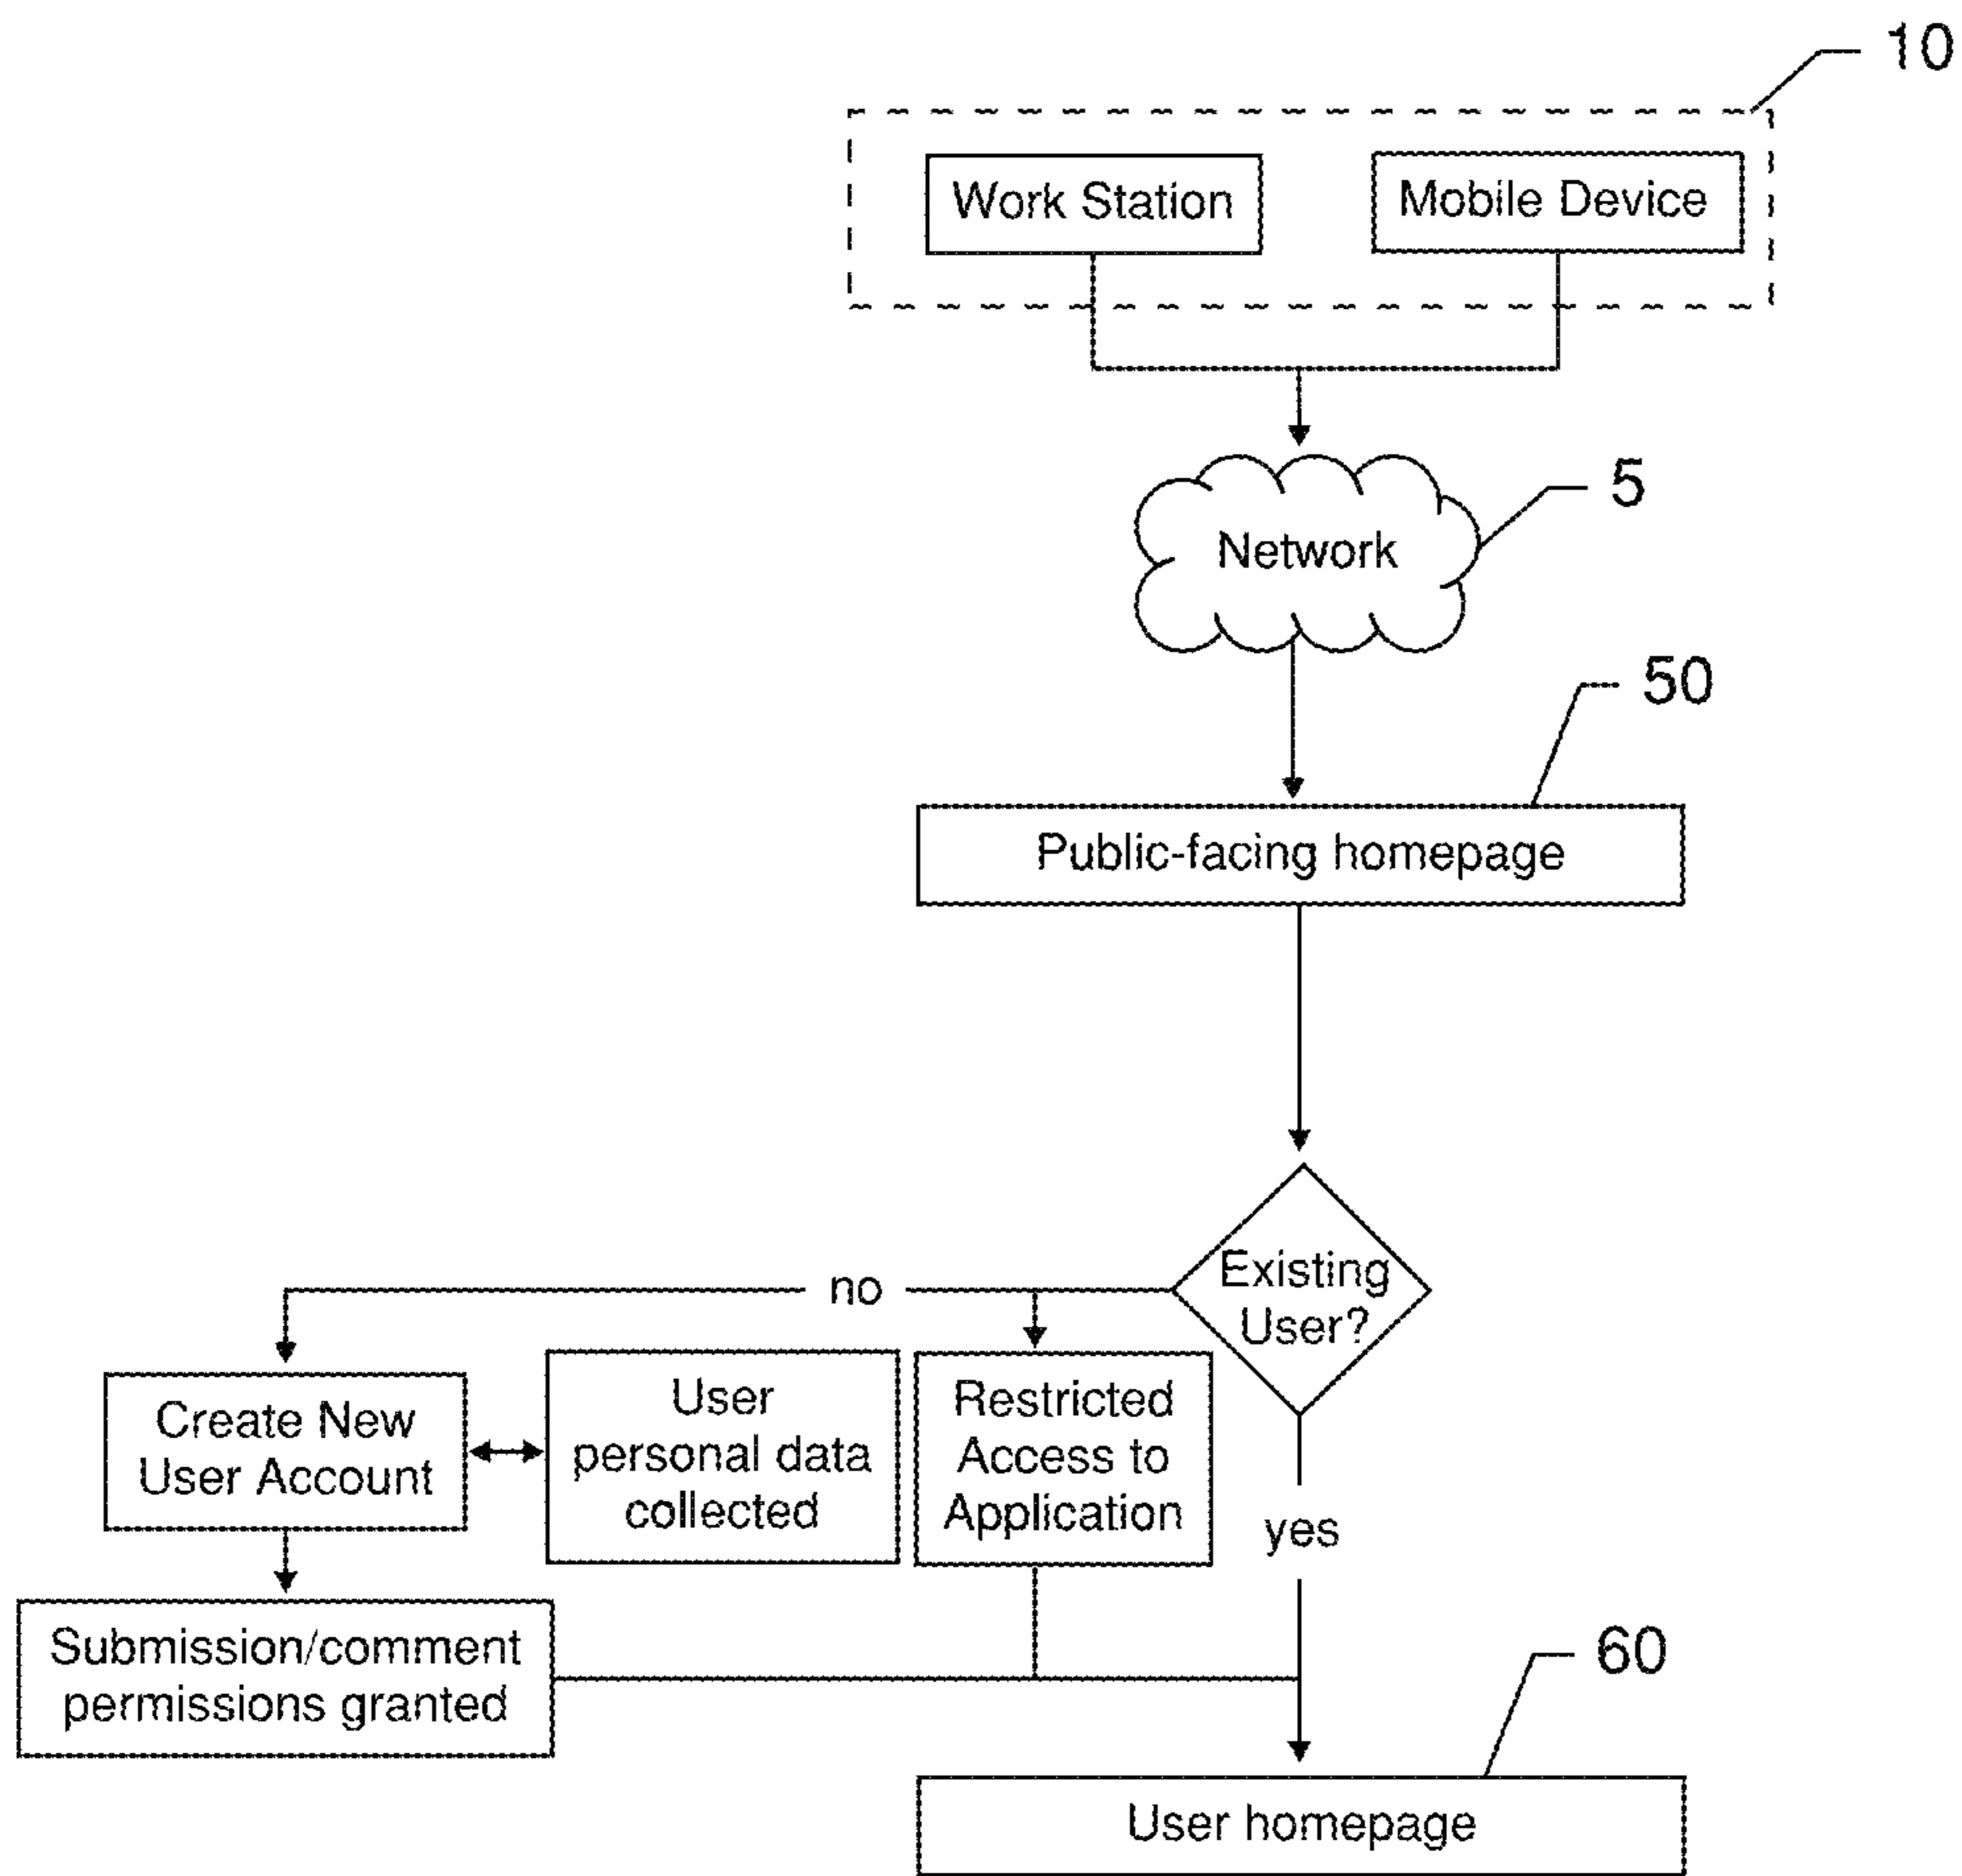 10
Work Station
Mobile Device
5
Network
50
Public-facing homepage
Existing
User?
no
yes
Create New
User Account
User
personal data
collected
Restricted
Access to
Application
Submission/comment
permissions granted
60
User homepage